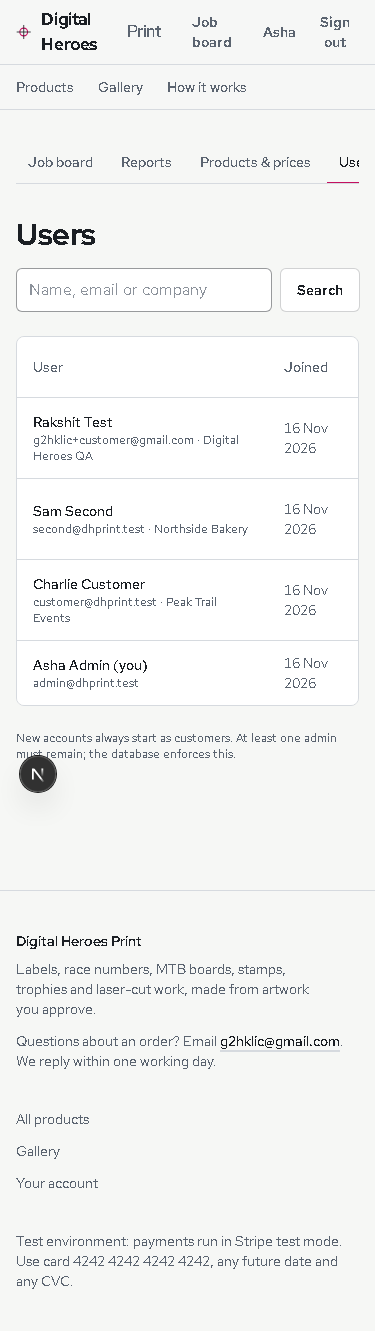 Digital Heroes Print Job board Asha Sign out
Products Gallery How it works
Job board Reports Products & prices Use
Users
Name, email or company Search
User Joined
Rakshit Test
g2hklic+customer@gmail.com · Digital Heroes QA
16 Nov 2026
Sam Second
second@dhprint.test · Northside Bakery
16 Nov 2026
Charlie Customer
customer@dhprint.test · Peak Trail Events
16 Nov 2026
Asha Admin (you)
admin@dhprint.test
16 Nov 2026
New accounts always start as customers. At least one admin
must remain; the database enforces this.
N
Digital Heroes Print
Labels, race numbers, MTB boards, stamps,
trophies and laser-cut work, made from artwork
you approve.
Questions about an order? Email g2hklic@gmail.com.
We reply within one working day.
All products
Gallery
Your account
Test environment: payments run in Stripe test mode.
Use card 4242 4242 4242 4242, any future date and
any CVC.